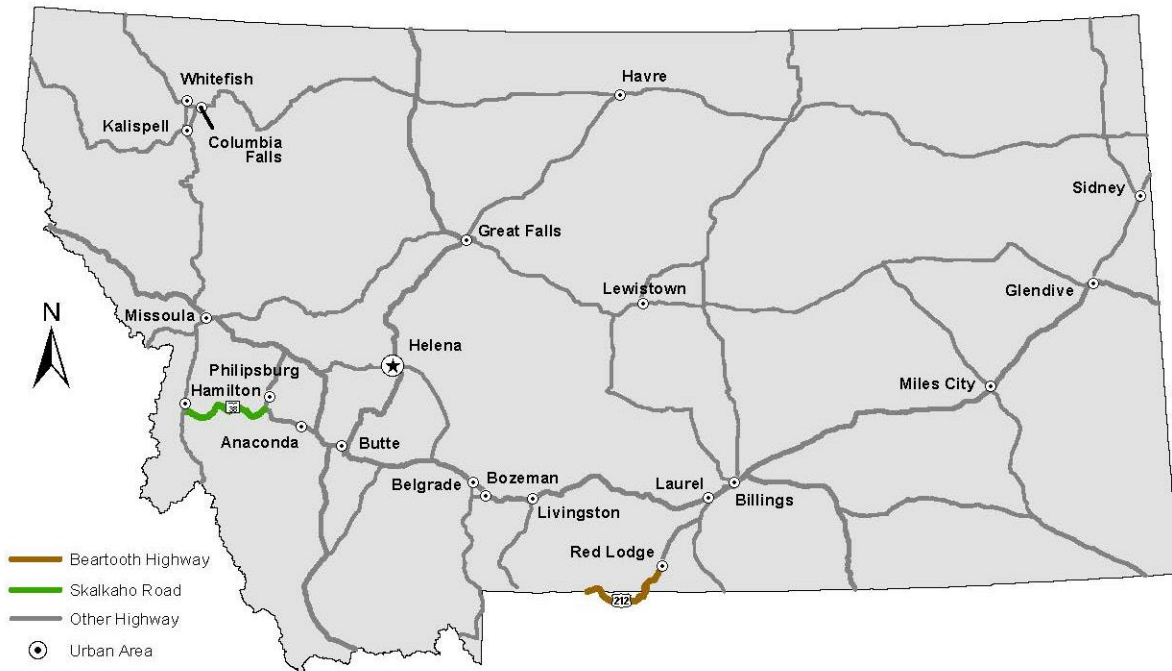 Whitefish
Havre
Kalispell
Columbia
Falls
Sidney
Great Falls
Lewistown
Glendive
N
Missoula
Helena
Philipsburg
Miles City
Hamilton
38
Anaconda
Butte
Belgrade
Bozeman
Laurel
Billings
Livingston
Red Lodge
212
Beartooth Highway
Skalkaho Road
Other Highway
Urban Area